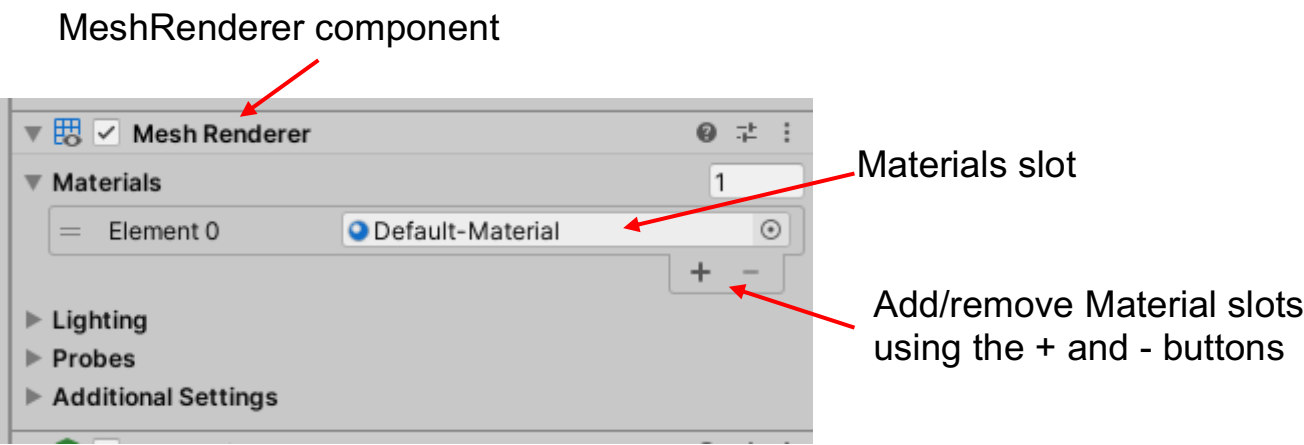 MeshRenderer component
Mesh Renderer
Materials 1
Materials slot
= Element 0 Default-Material
+ -
Add/remove Material slots
using the + and - buttons
Lighting
Probes
Additional Settings